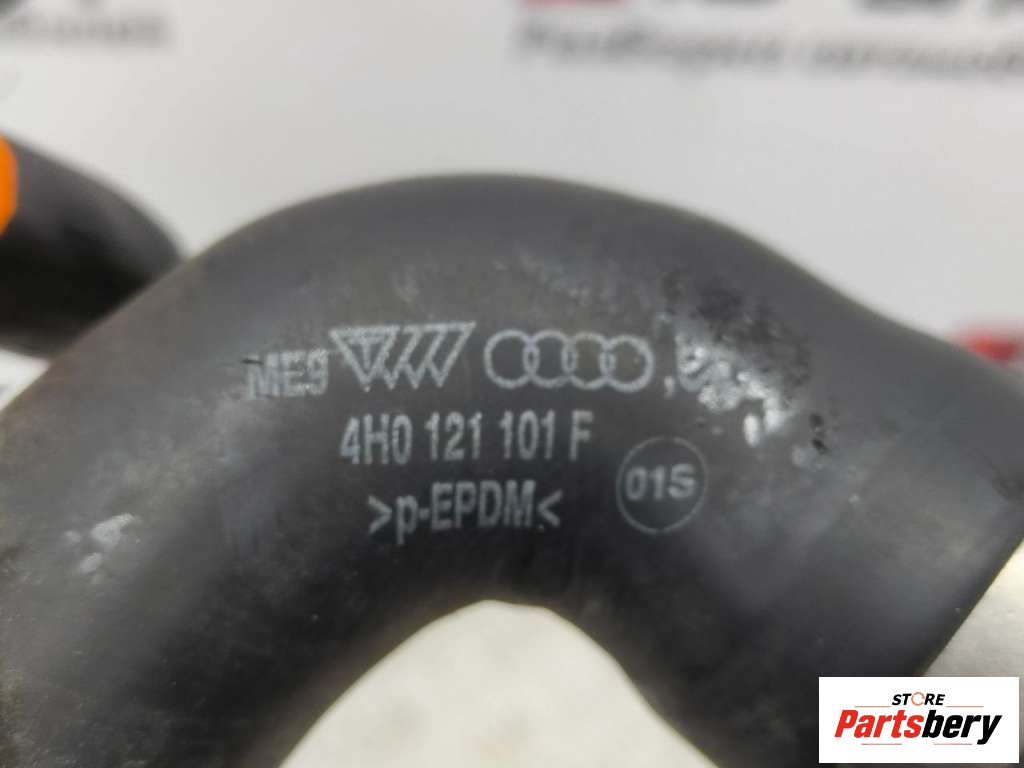 ME9
4H0 121 101 F
01S
>p-EPDM<
STORE
Partsbery